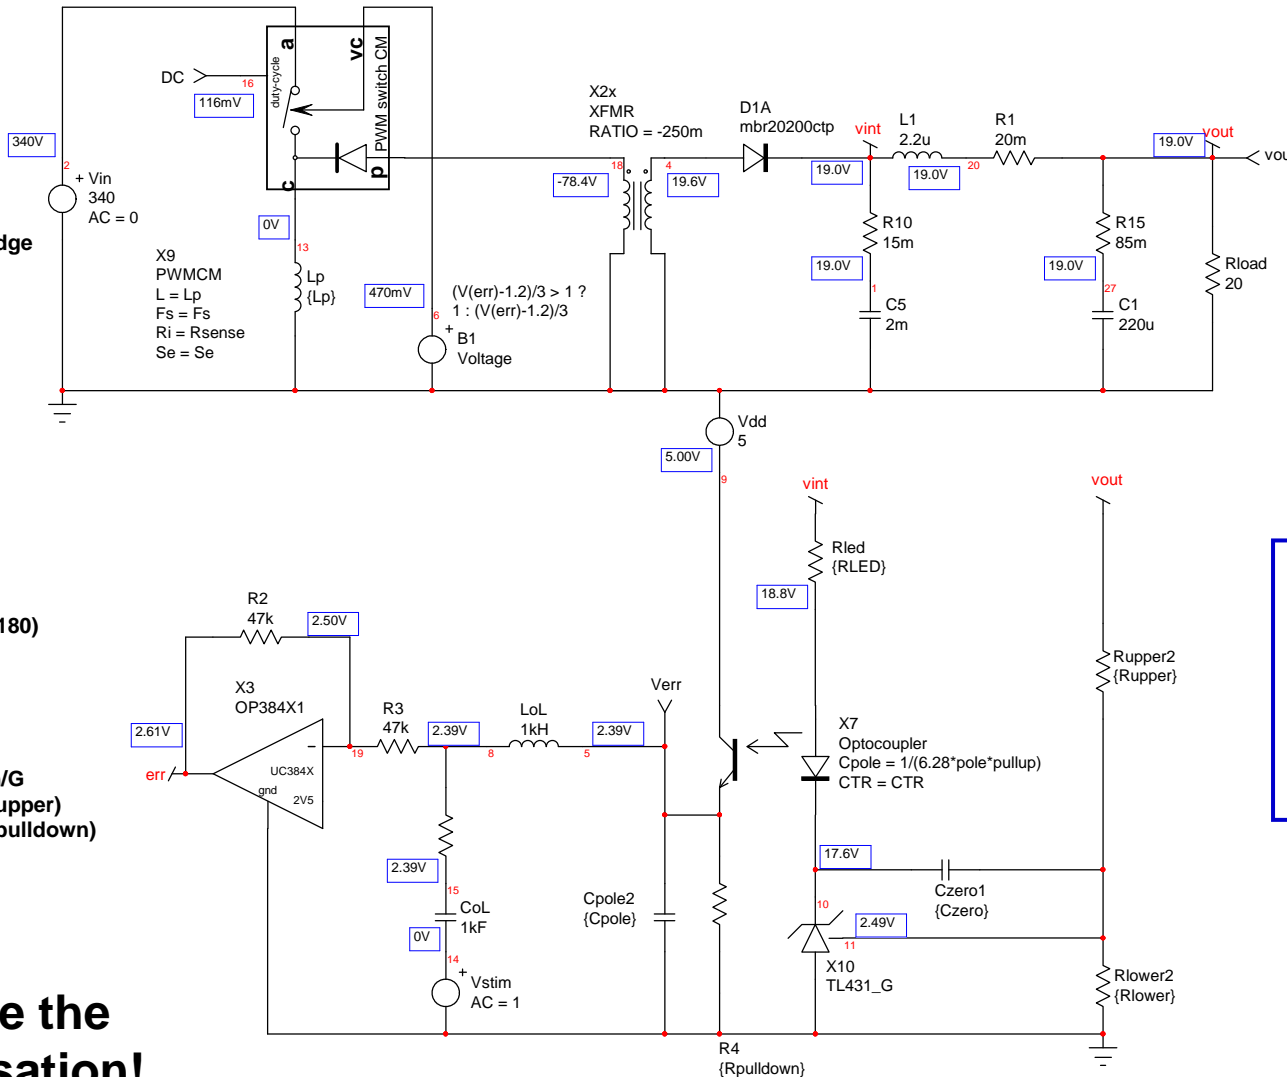 a
vc
duty-cycle
PWM switch CM
p
c
DC
16
116mV
340V
2
+
Vin
340
AC = 0
0V
13
Lp
{Lp}
X9
PWMCM
L = Lp
Fs = Fs
Ri = Rsense
Se = Se
470mV
6
(V(err)-1.2)/3 > 1 ?
1 : (V(err)-1.2)/3
+
B1
Voltage
X2x
XFMR
RATIO = -250m
18
-78.4V
4
19.6V
D1A
mbr20200ctp
vint
19.0V
L1
2.2u
19.0V
20
R1
20m
19.0V
vout
R10
15m
19.0V
1
C5
2m
R15
85m
19.0V
27
C1
220u
Rload
20
Vdd
5
5.00V
9
vint
Rled
{RLED}
18.8V
vout
Rupper2
{Rupper}
180)
R2
47k
2.50V
X3
OP384X1
2.61V
err
UC384X
gnd
2V5
19
R3
47k
2.39V
8
LoL
1kH
5
2.39V
Verr
X7
Optocoupler
Cpole = 1/(6.28*pole*pullup)
CTR = CTR
/G
upper)
pulldown)
2.39V
15
CoL
1kF
0V
14
+
Vstim
AC = 1
Cpole2
{Cpole}
17.6V
10
Czero1
{Czero}
2.49V
11
X10
TL431_G
Rlower2
{Rlower}
R4
{Rpulldown}
e the
sation!